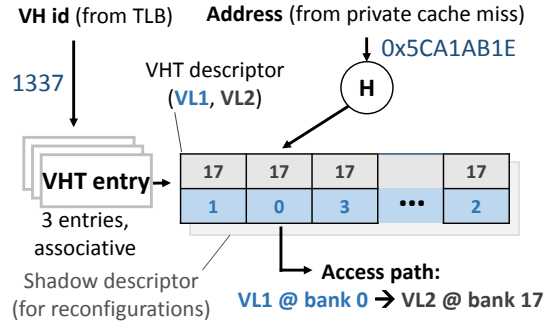 VH id (from TLB)
Address (from private cache miss)
1337
0x5CA1AB1E
VHT descriptor
(VL1, VL2)
H
VHT entry
17 17 17 17
1 0 3 ••• 2
3 entries,
associative
Shadow descriptor
(for reconfigurations)
Access path:
VL1 @ bank 0 → VL2 @ bank 17